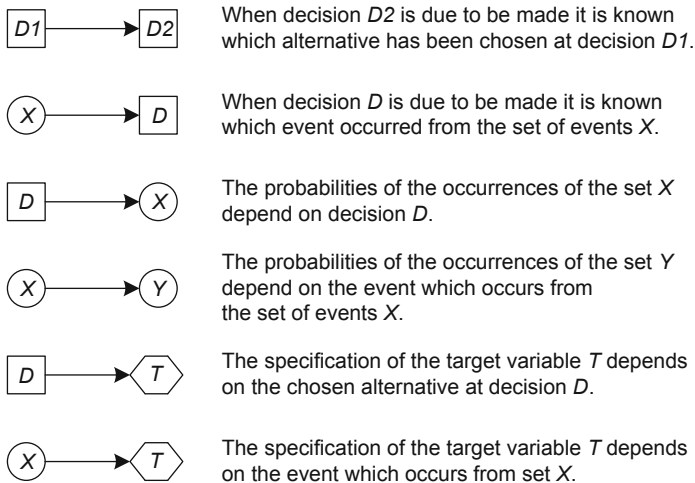 D1 D2 When decision D2 is due to be made it is known
which alternative has been chosen at decision D1.
When decision D is due to be made it is known
X D which event occurred from the set of events X.
D X The probabilities of the occurrences of the set X
depend on decision D.
The probabilities of the occurrences of the set Y
X Y depend on the event which occurs from
the set of events X.
The specification of the target variable T depends
D T on the chosen alternative at decision D.
The specification of the target variable T depends
X T on the event which occurs from set X.